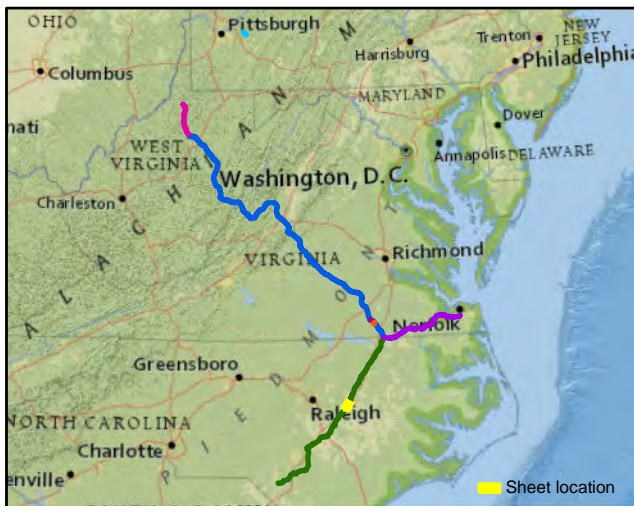 OHIO
Pittsburgh
Columbus
Harrisburg
Trenton
NEW
JERSEY
Philadelphia
MARYLAND
nati
WEST
VIRGINIA
Dover
Annapolis
DELAWARE
Washington, D.C.
Charleston
A L A C H I A N M
VIRGINIA
Richmond
Norfolk
P I E D M O N T
Greensboro
Raleigh
NORTH CAROLINA
Charlotte
enville
Sheet location